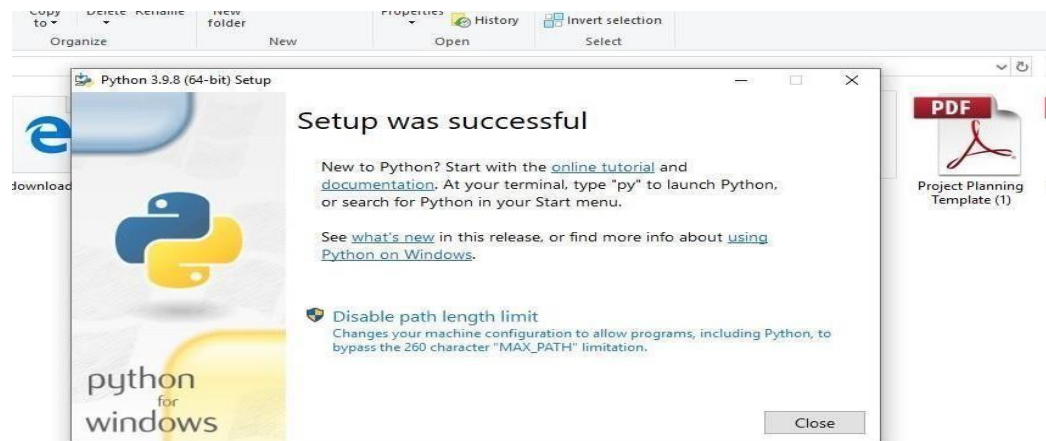 Copy Delete Rename New Properties
to folder History Invert selection
Organize New Open Select
Python 3.9.8 (64-bit) Setup
PDF
Setup was successful
New to Python? Start with the online tutorial and
documentation. At your terminal, type "py" to launch Python,
or search for Python in your Start menu.
download
Project Planning
Template (1)
See what's new in this release, or find more info about using
Python on Windows.
Disable path length limit
Changes your machine configuration to allow programs, including Python, to
bypass the 260 character "MAX_PATH" limitation.
python
for
windows
Close